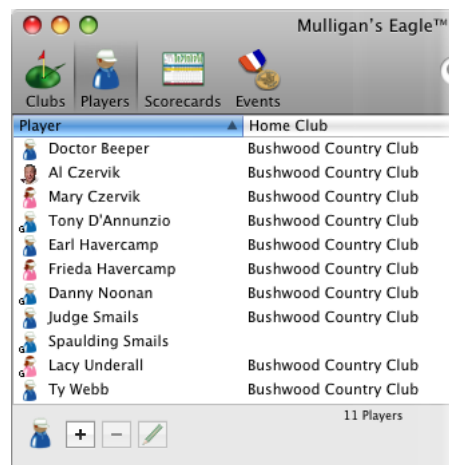 Mulligan's Eagle™
Clubs Players Scorecards Events
Player Home Club
Doctor Beeper Bushwood Country Club
Al Czervik Bushwood Country Club
Mary Czervik Bushwood Country Club
G Tony D'Annunzio Bushwood Country Club
Earl Havercamp Bushwood Country Club
Frieda Havercamp Bushwood Country Club
G Danny Noonan Bushwood Country Club
Judge Smails Bushwood Country Club
G Spaulding Smails
G Lacy Underall Bushwood Country Club
Ty Webb Bushwood Country Club
11 Players